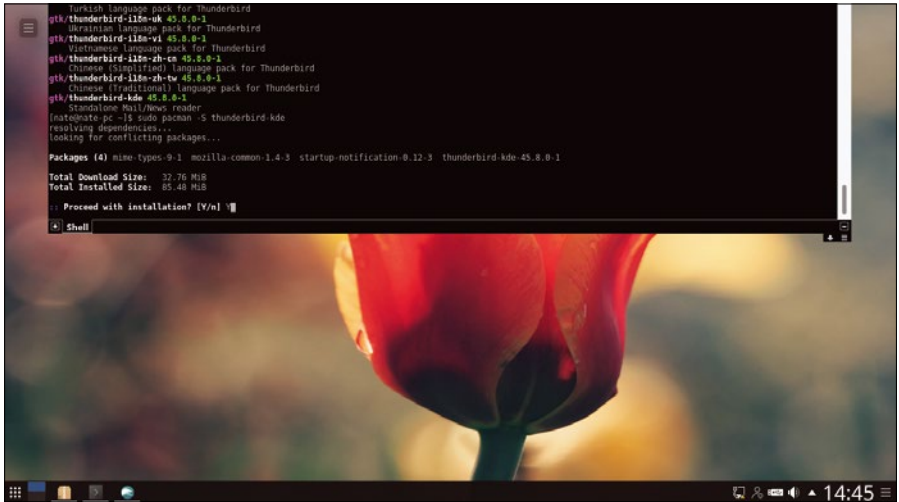 Turkish language pack for Thunderbird
gtk/thunderbird-i18n-uk 45.8.0-1
Ukrainian language pack for Thunderbird
gtk/thunderbird-i18n-vi 45.8.0-1
Vietnamese language pack for Thunderbird
gtk/thunderbird-i18n-zh-cn 45.8.0-1
Chinese (Simplified) language pack for Thunderbird
gtk/thunderbird-i18n-zh-tw 45.8.0-1
Chinese (Traditional) language pack for Thunderbird
gtk/thunderbird-kde 45.8.0-1
Standalone Mail/News reader
[nate@nate-pc ~]$ sudo pacman -S thunderbird-kde
resolving dependencies...
looking for conflicting packages...
Packages (4) mime-types-9-1 mozilla-common-1.4-3 startup-notification-0.12-3 thunderbird-kde-45.8.0-1
Total Download Size: 32.76 MiB
Total Installed Size: 85.48 MiB
:: Proceed with installation? [Y/n] Y
Shell
14:45